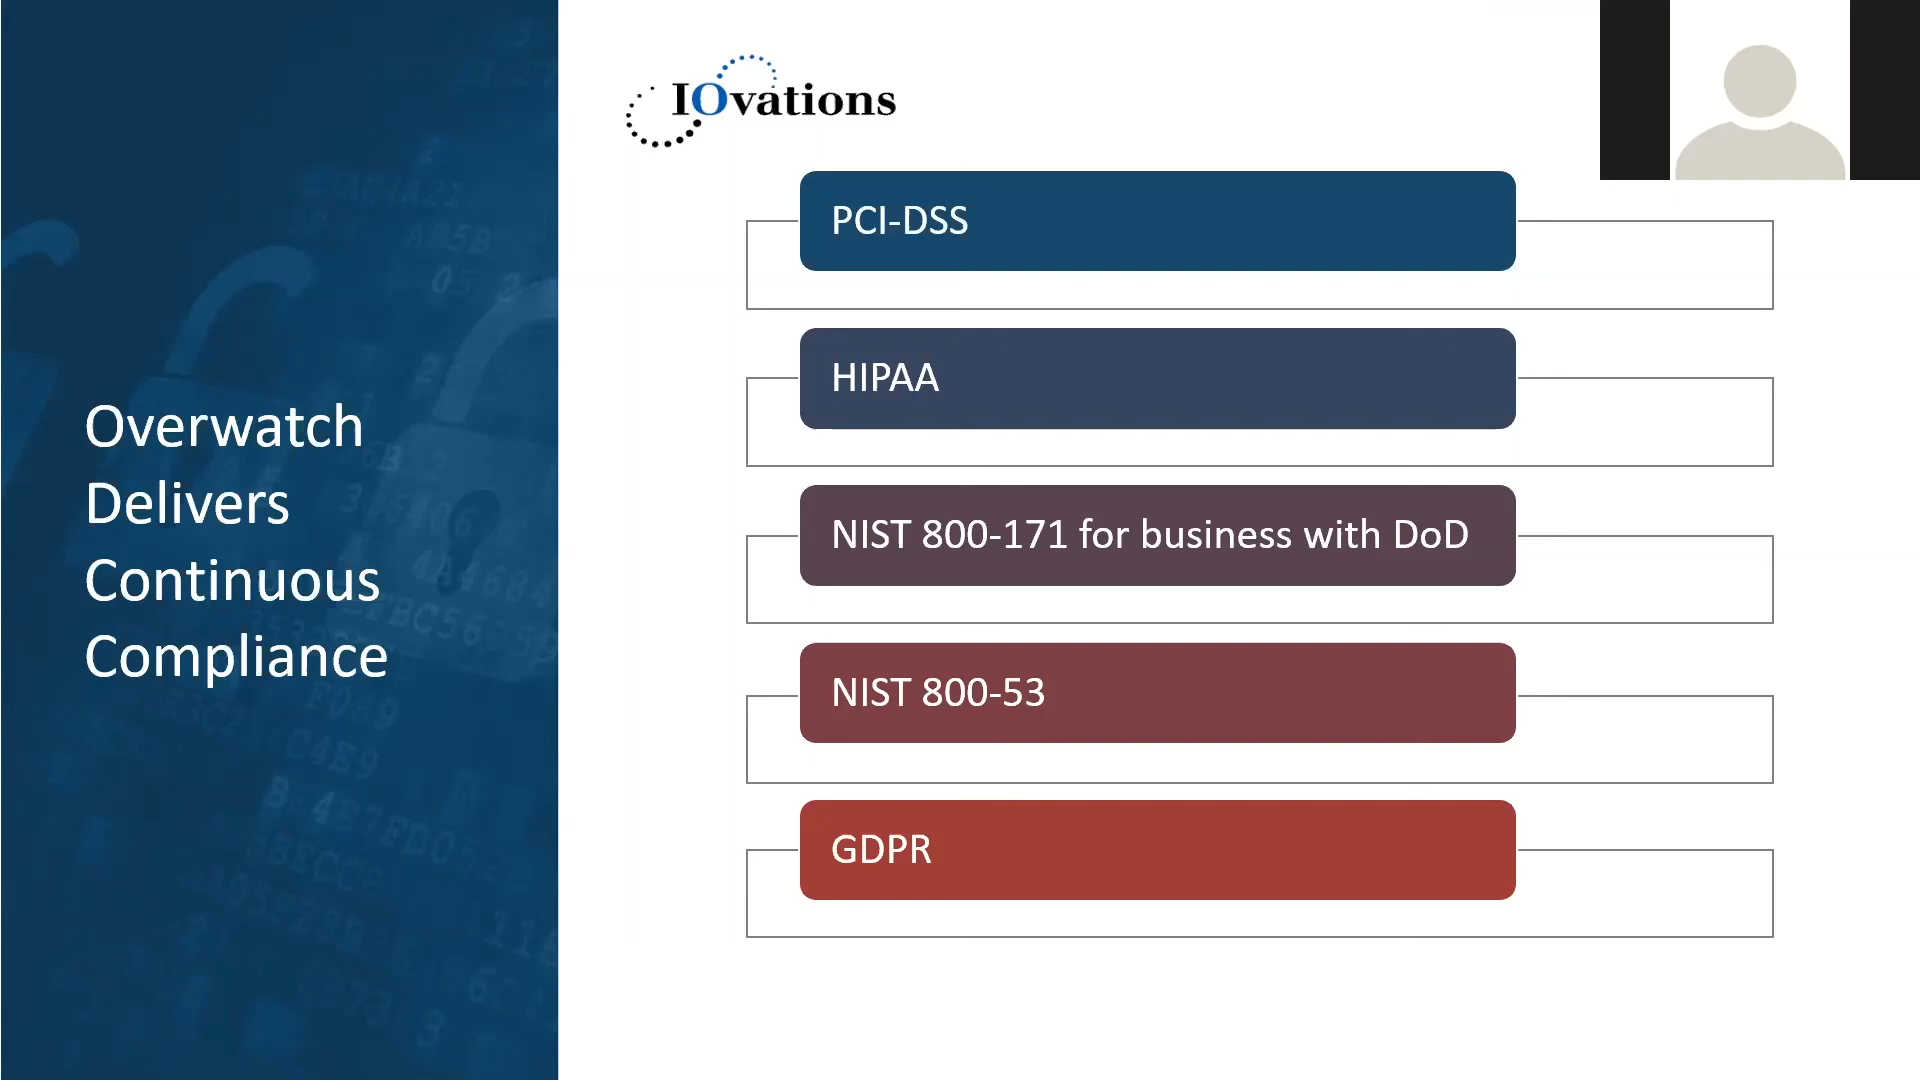 IOvations
Overwatch
Delivers
Continuous
Compliance
PCI-DSS
HIPAA
NIST 800-171 for business with DoD
NIST 800-53
GDPR